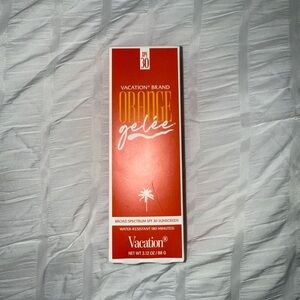 SPF
30
VACATION® BRAND
ORANGE
gelée
BROAD SPECTRUM SPF 30 SUNSCREEN
WATER-RESISTANT (80 MINUTES)
Vacation®
NET WT 3.12 OZ / 88 G